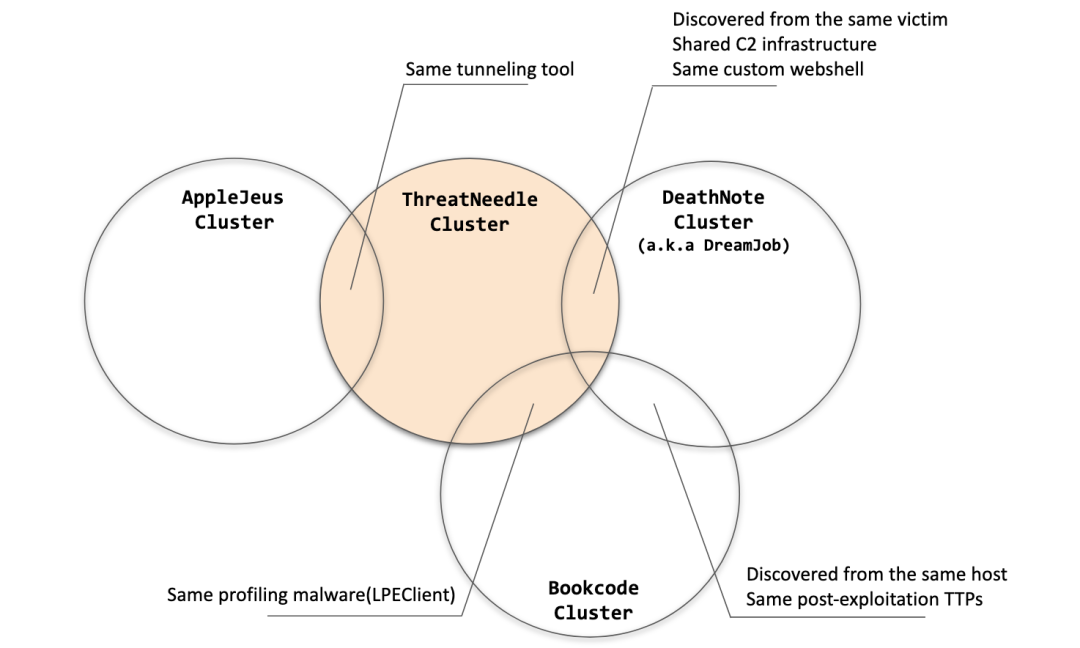 Discovered from the same victim
Shared C2 infrastructure
Same custom webshell
Same tunneling tool
AppleJeus
Cluster
ThreatNeedle
Cluster
DeathNote
Cluster
(a.k.a DreamJob)
Same profiling malware(LPEClient)
Bookcode
Cluster
Discovered from the same host
Same post-exploitation TTPs